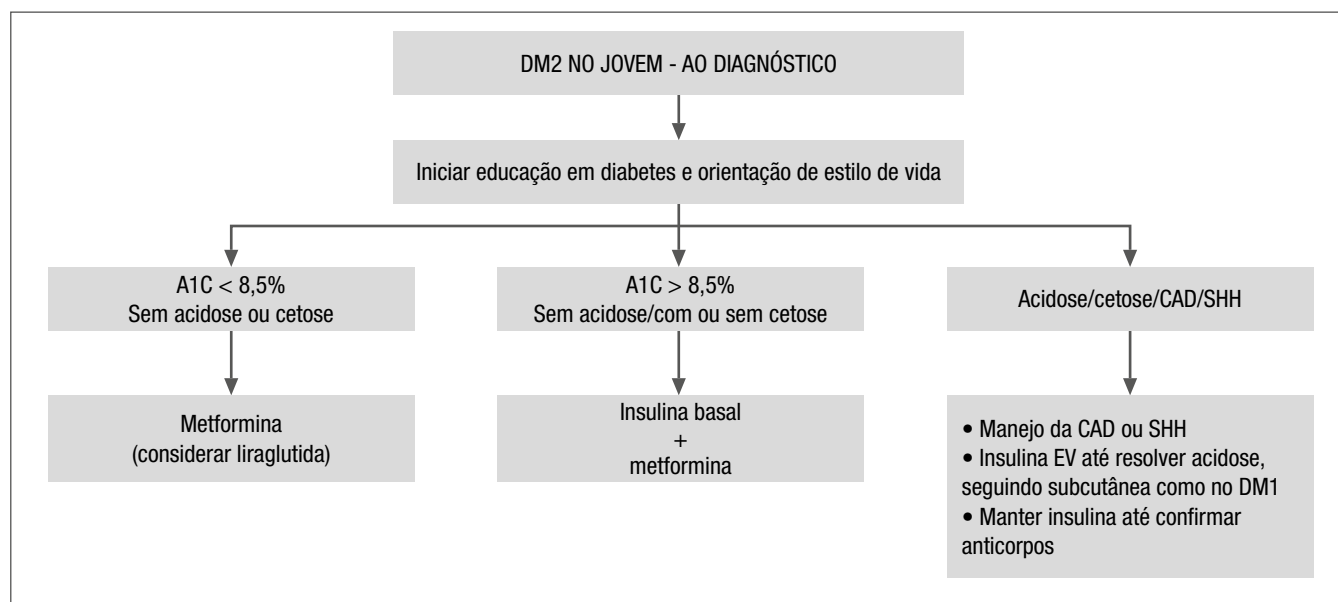 DM2 NO JOVEM - AO DIAGNÓSTICO
Iniciar educação em diabetes e orientação de estilo de vida
A1C < 8,5%
Sem acidose ou cetose
A1C > 8,5%
Sem acidose/com ou sem cetose
Acidose/cetose/CAD/SHH
Metformina
(considerar liraglutida)
Insulina basal
+
metformina
• Manejo da CAD ou SHH
• Insulina EV até resolver acidose,
seguindo subcutânea como no DM1
• Manter insulina até confirmar
anticorpos